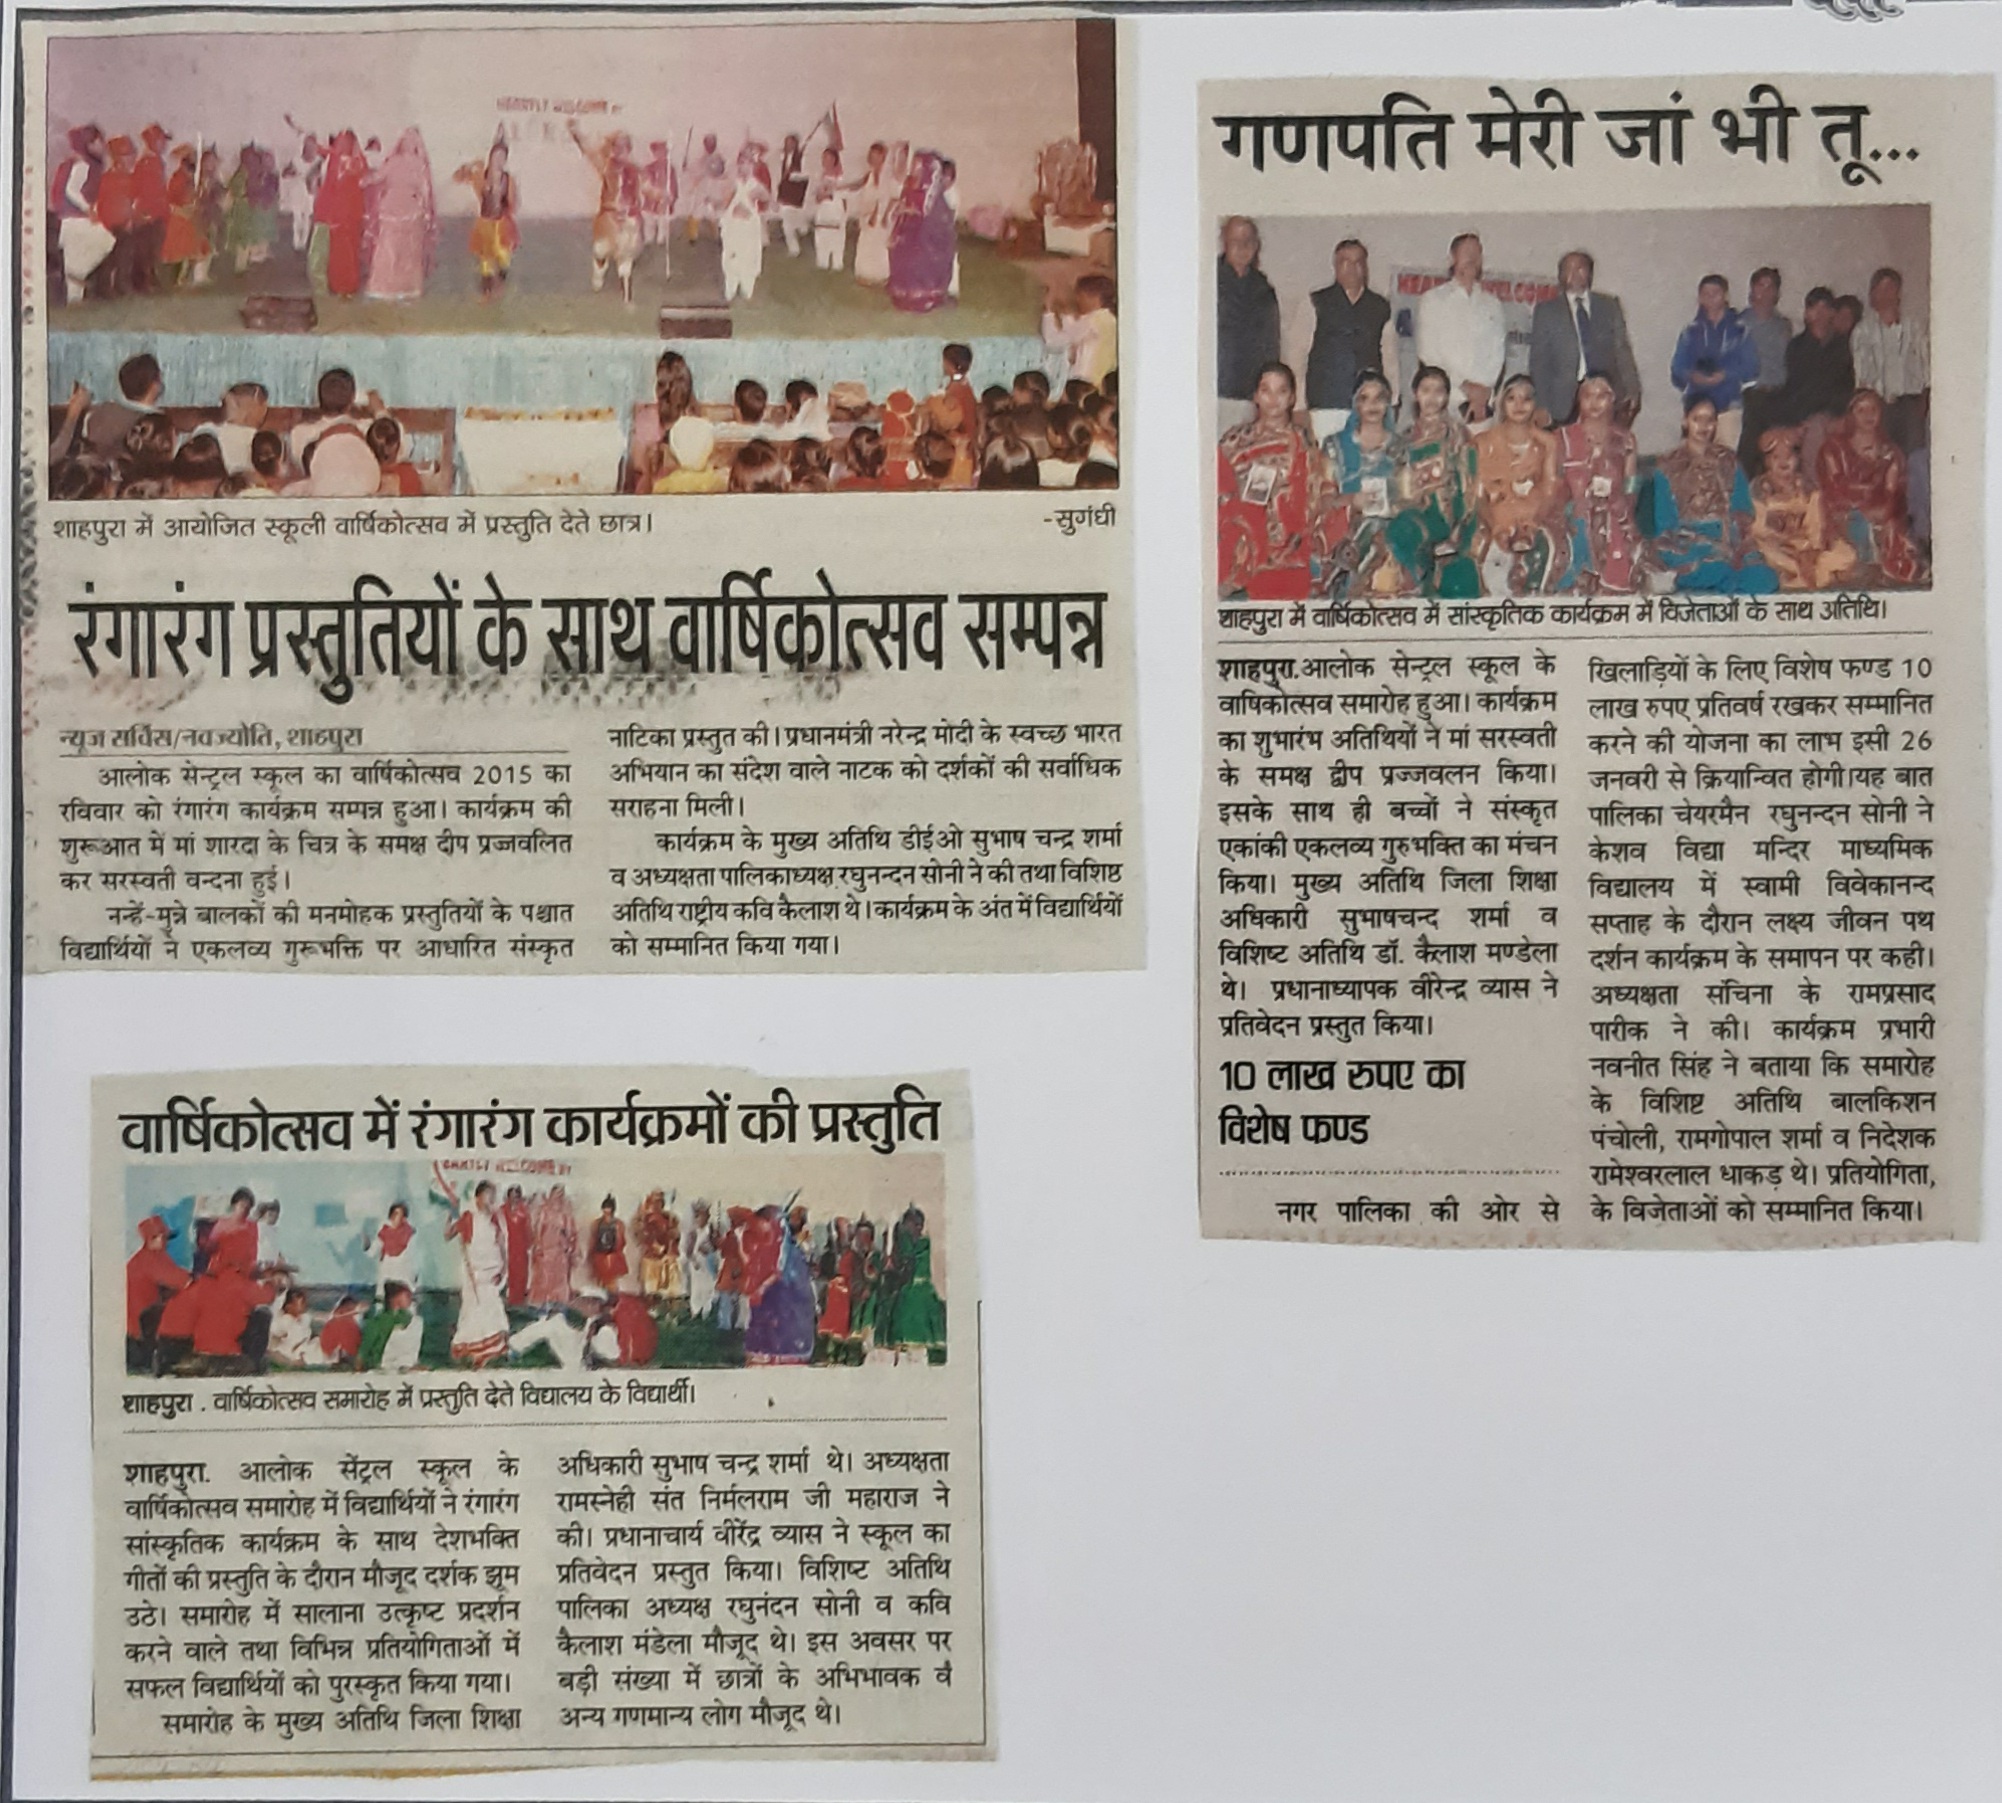 HEARTLY WELCOME BY
शाहपुरा में आयोजित स्कूली वार्षिकोत्सव में प्रस्तुति देते छात्र। -सुगंधी
रंगारंग प्रस्तुतियों के साथ वार्षिकोत्सव सम्पन्न
न्यूज सर्विस/नवज्योति, शाहपुरा
आलोक सेन्ट्रल स्कूल का वार्षिकोत्सव 2015 का
रविवार को रंगारंग कार्यक्रम सम्पन्न हुआ। कार्यक्रम की
शुरूआत में मां शारदा के चित्र के समक्ष दीप प्रज्जवलित
कर सरस्वती वन्दना हुई।
नन्हें-मुन्ने बालकों की मनमोहक प्रस्तुतियों के पश्चात
विद्यार्थियों ने एकलव्य गुरूभक्ति पर आधारित संस्कृत
नाटिका प्रस्तुत की। प्रधानमंत्री नरेन्द्र मोदी के स्वच्छ भारत
अभियान का संदेश वाले नाटक को दर्शकों की सर्वाधिक
सराहना मिली।
कार्यक्रम के मुख्य अतिथि डीईओ सुभाष चन्द्र शर्मा
व अध्यक्षता पालिकाध्यक्ष रघुनन्दन सोनी ने की तथा विशिष्ठ
अतिथि राष्ट्रीय कवि कैलाश थे। कार्यक्रम के अंत में विद्यार्थियों
को सम्मानित किया गया।
गणपति मेरी जां भी तू...
शाहपुरा में वार्षिकोत्सव में सांस्कृतिक कार्यक्रम में विजेताओं के साथ अतिथि।
शाहपुरा. आलोक सेन्ट्रल स्कूल के
वाषिकोत्सव समारोह हुआ। कार्यक्रम
का शुभारंभ अतिथियों ने मां सरस्वती
के समक्ष द्वीप प्रज्जवलन किया।
इसके साथ ही बच्चों ने संस्कृत
एकांकी एकलव्य गुरुभक्ति का मंचन
किया। मुख्य अतिथि जिला शिक्षा
अधिकारी सुभाषचन्द शर्मा व
विशिष्ट अतिथि डॉ. कैलाश मण्डेला
थे। प्रधानाध्यापक वीरेन्द्र व्यास ने
प्रतिवेदन प्रस्तुत किया।
10 लाख रुपए का
विशेष फण्ड
नगर पालिका की ओर से
खिलाड़ियों के लिए विशेष फण्ड 10
लाख रुपए प्रतिवर्ष रखकर सम्मानित
करने की योजना का लाभ इसी 26
जनवरी से क्रियान्वित होगी।यह बात
पालिका चेयरमैन रघुनन्दन सोनी ने
केशव विद्या मन्दिर माध्यमिक
विद्यालय में स्वामी विवेकानन्द
सप्ताह के दौरान लक्ष्य जीवन पथ
दर्शन कार्यक्रम के समापन पर कही।
अध्यक्षता संचिना के रामप्रसाद
पारीक ने की। कार्यक्रम प्रभारी
नवनीत सिंह ने बताया कि समारोह
के विशिष्ट अतिथि बालकिशन
पंचोली, रामगोपाल शर्मा व निदेशक
रामेश्वरलाल धाकड़ थे। प्रतियोगिता,
के विजेताओं को सम्मानित किया।
वार्षिकोत्सव में रंगारंग कार्यक्रमों की प्रस्तुति
शाहपुरा . वार्षिकोत्सव समारोह में प्रस्तुति देते विद्यालय के विद्यार्थी।
शाहपुरा. आलोक सेंट्रल स्कूल के
वार्षिकोत्सव समारोह में विद्यार्थियों ने रंगारंग
सांस्कृतिक कार्यक्रम के साथ देशभक्ति
गीतों की प्रस्तुति के दौरान मौजूद दर्शक झूम
उठे। समारोह में सालाना उत्कृष्ट प्रदर्शन
करने वाले तथा विभिन्न प्रतियोगिताओं में
सफल विद्यार्थियों को पुरस्कृत किया गया।
समारोह के मुख्य अतिथि जिला शिक्षा
अधिकारी सुभाष चन्द्र शर्मा थे। अध्यक्षता
रामस्नेही संत निर्मलराम जी महाराज ने
की। प्रधानाचार्य वीरेंद्र व्यास ने स्कूल का
प्रतिवेदन प्रस्तुत किया। विशिष्ट अतिथि
पालिका अध्यक्ष रघुनंदन सोनी व कवि
कैलाश मंडेला मौजूद थे। इस अवसर पर
बड़ी संख्या में छात्रों के अभिभावक व
अन्य गणमान्य लोग मौजूद थे।